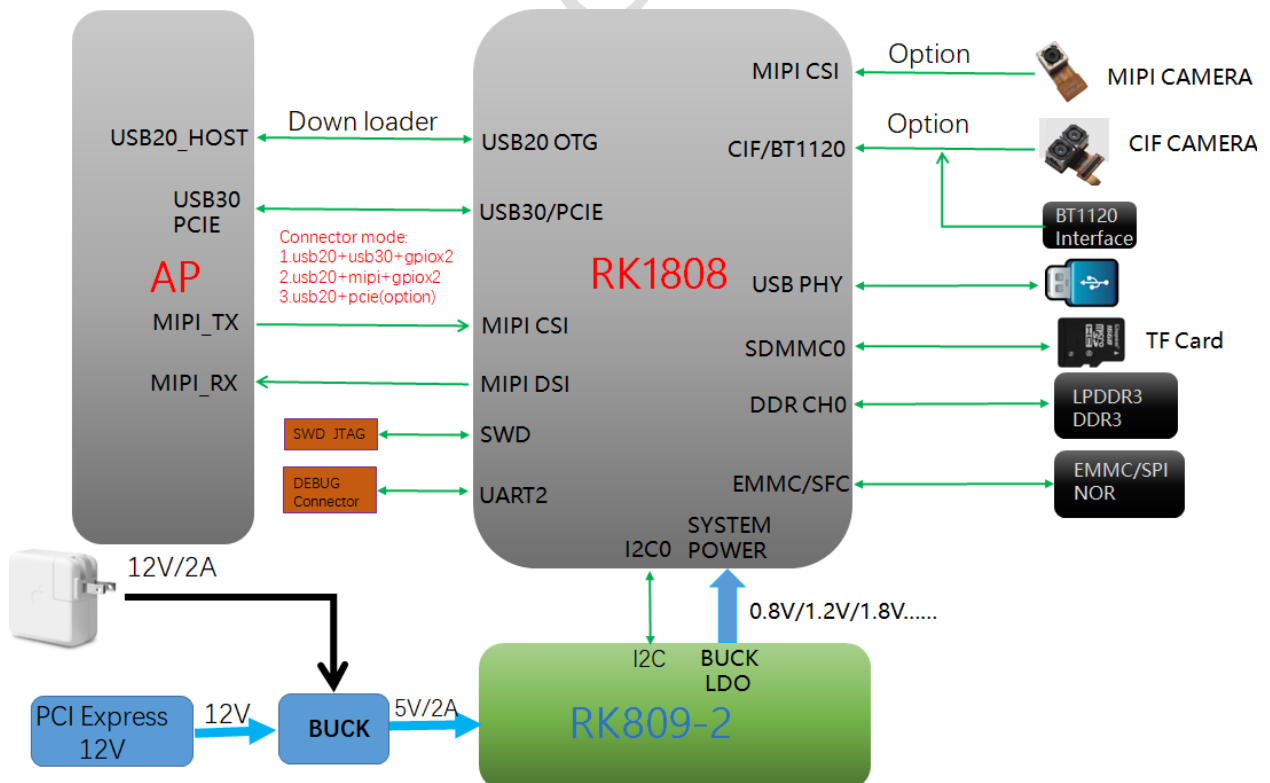 USB20_HOST
Down loader
USB20 OTG
USB30
PCIE
USB30/PCIE
Connector mode:
1.usb20+usb30+gpiox2
2.usb20+mipi+gpiox2
3.usb20+pcie(option)
AP
MIPI_TX
MIPI CSI
MIPI_RX
MIPI DSI
SWD JTAG
SWD
DEBUG
Connector
UART2
RK1808
MIPI CSI
Option
MIPI CAMERA
CIF/BT1120
Option
CIF CAMERA
BT1120
Interface
USB PHY
SDMMC0
TF Card
DDR CH0
LPDDR3
DDR3
EMMC/SFC
EMMC/SPI
NOR
I2C0
SYSTEM
POWER
0.8V/1.2V/1.8V......
12V/2A
PCI Express
12V
12V
BUCK
5V/2A
I2C
BUCK
LDO
RK809-2